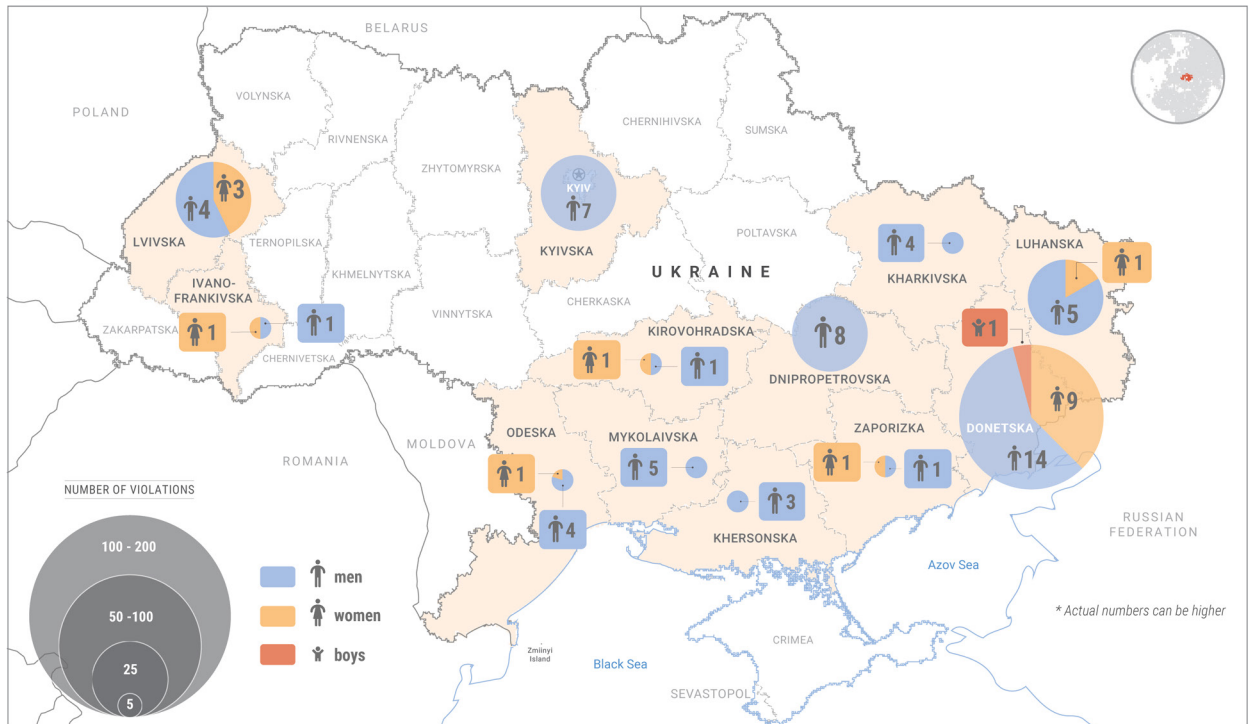 BELARUS
POLAND
VOLYNSKA
RIVNENSKA
ZHYTOMYRSKA
CHERNIHIVSKA
SUMSKA
3
4
LVIVSKA
TERNOPILSKA
KHMELNYTSKA
KYIV
7
KYIVSKA
POLTAVSKA
4
KHARKIVSKA
LUHANSKA
1
5
UKRAINE
IVANO-
FRANKIVSKA
1
1
ZAKARPATSKA
CHERNIVETSKA
VINNYTSKA
CHERKASKA
KIROVOHRADSKA
1
1
8
DNIPROPETROVSKA
1
9
DONETSKA
14
MOLDOVA
ROMANIA
ODESKA
1
4
MYKOLAIVSKA
5
ZAPORIZKA
1
1
3
KHERSONSKA
RUSSIAN
FEDERATION
Azov Sea
* Actual numbers can be higher
CRIMEA
Zmiinyi
Island
Black Sea
SEVASTOPOL
NUMBER OF VIOLATIONS
100 - 200
50 -100
25
5
men
women
boys